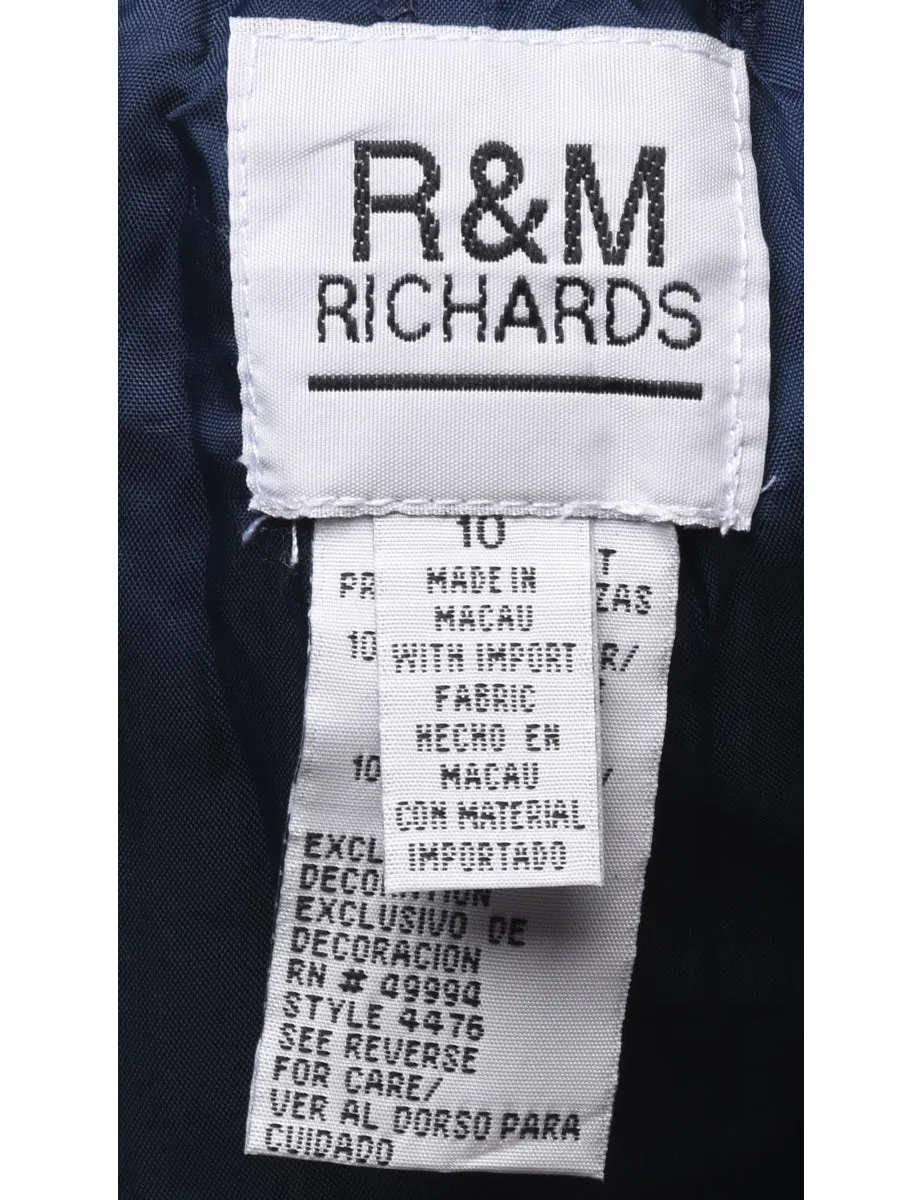 R&M
RICHARDS
10
MADE IN
MACAU
WITH IMPORT
FABRIC
HECHO EN
MACAU
CON MATERIAL
IMPORTADO
EXCLUSIVO DE
DECORACION
RN # 49994
STYLE 4476
SEE REVERSE
FOR CARE/
VER AL DORSO PARA
CUIDADO